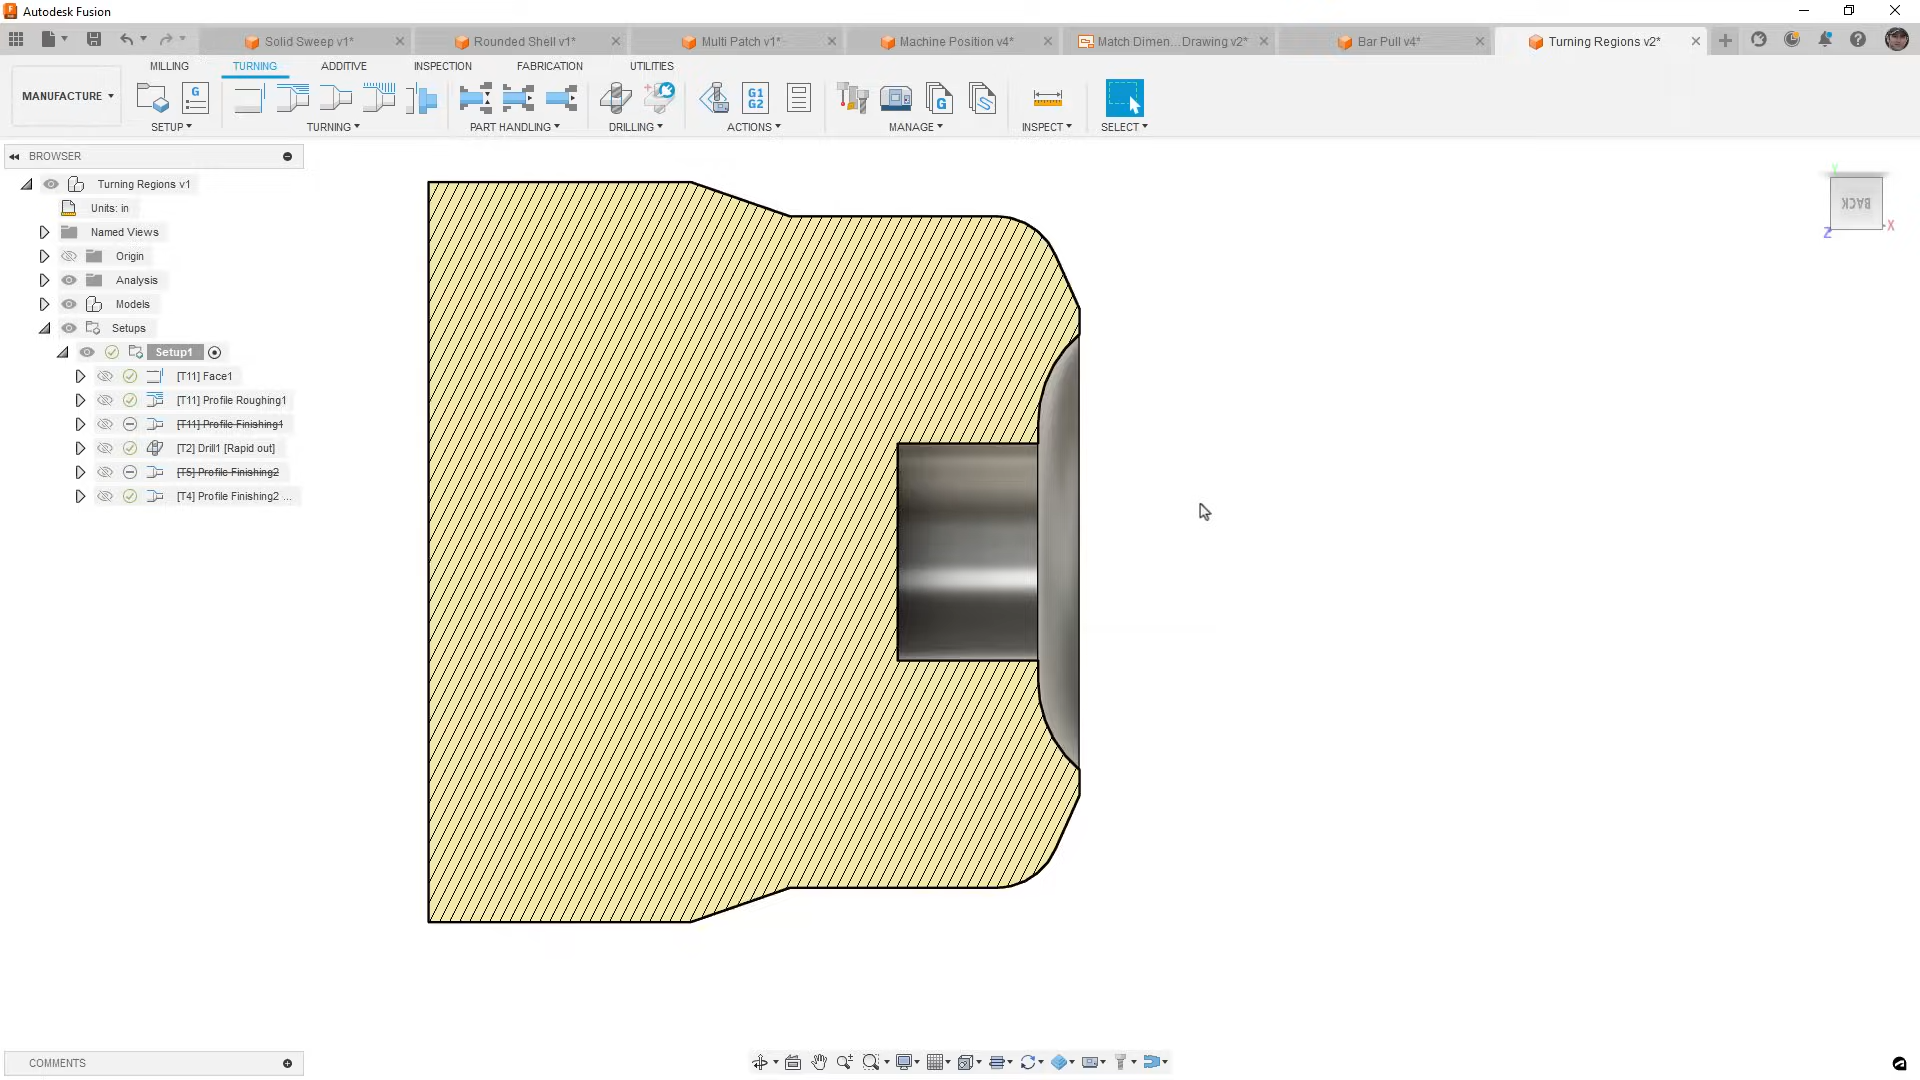 Autodesk Fusion
Solid Sweep v1*
Rounded Shell v1*
Multi Patch v1*
Machine Position v4*
Match Dimen...Drawing v2*
Bar Pull v4*
Turning Regions v2*
MILLING
TURNING
ADDITIVE
INSPECTION
FABRICATION
UTILITIES
MANUFACTURE
G
G1
G2
G
SETUP
TURNING
PART HANDLING
DRILLING
ACTIONS
MANAGE
INSPECT
SELECT
BROWSER
Turning Regions v1
Units: in
Named Views
Origin
Analysis
Models
Setups
Setup1
[T11] Face1
[T11] Profile Roughing1
[T11] Profile Finishing1
[T2] Drill1 [Rapid out]
[T5] Profile Finishing2
[T4] Profile Finishing2 ...
Y
BACK
X
Z
COMMENTS